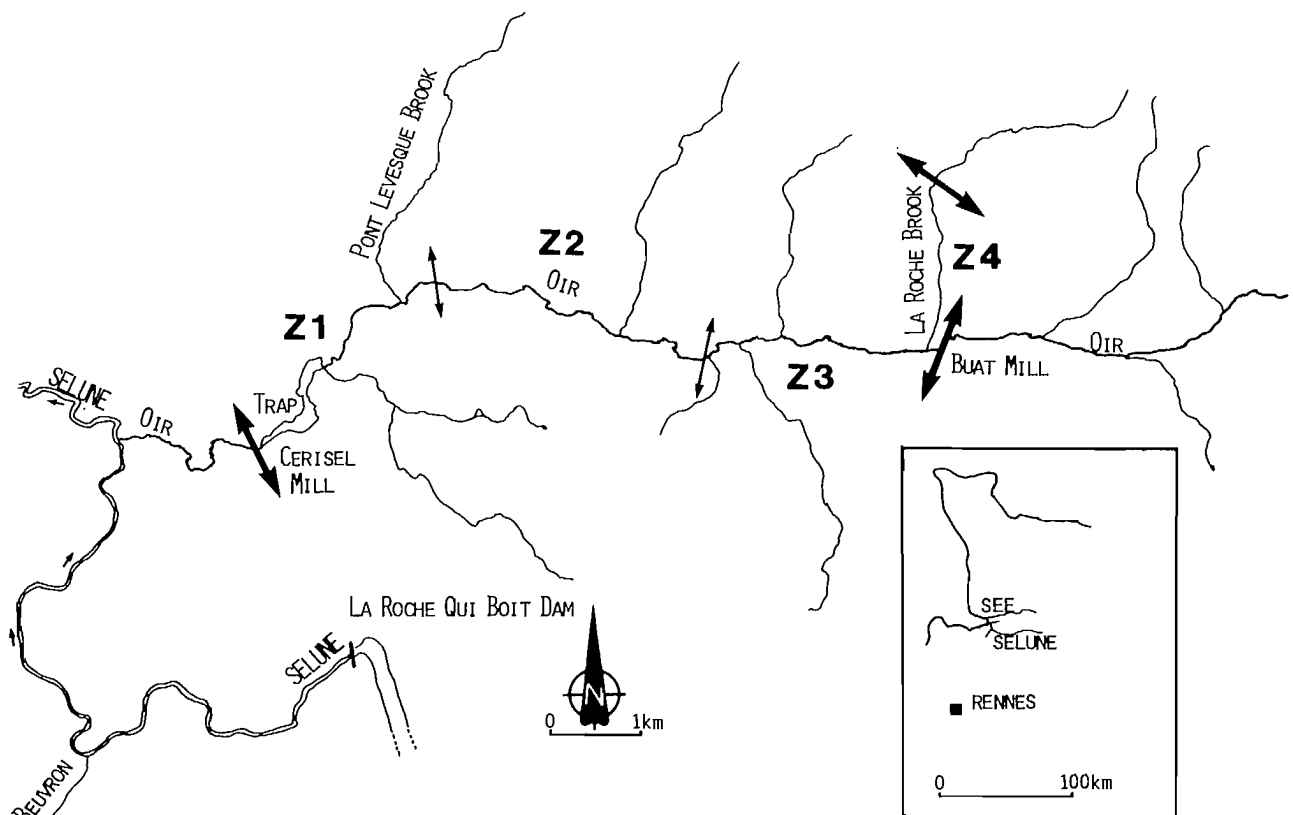 PONT LEVESQUE BROOK
Z2
OIR
LA ROCHE BROOK
Z4
Z1
OIR
BUAT MILL
Z3
SELUNE
OIR
TRAP
CERISEL
MILL
LA ROCHE QUI BOIT DAM
SELUNE
N
0 1km
BEUVRON
SEE
SELUNE
RENNES
0 100km